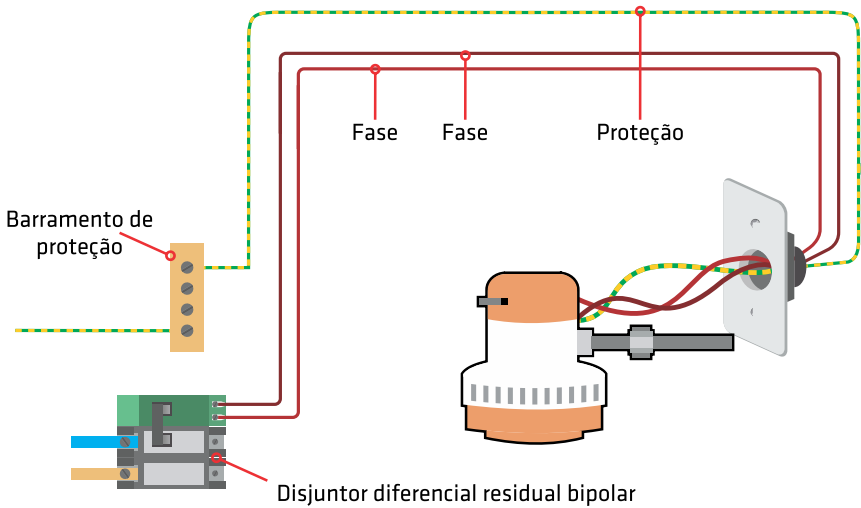 Fase
Fase
Proteção
Barramento de
proteção
Disjuntor diferencial residual bipolar